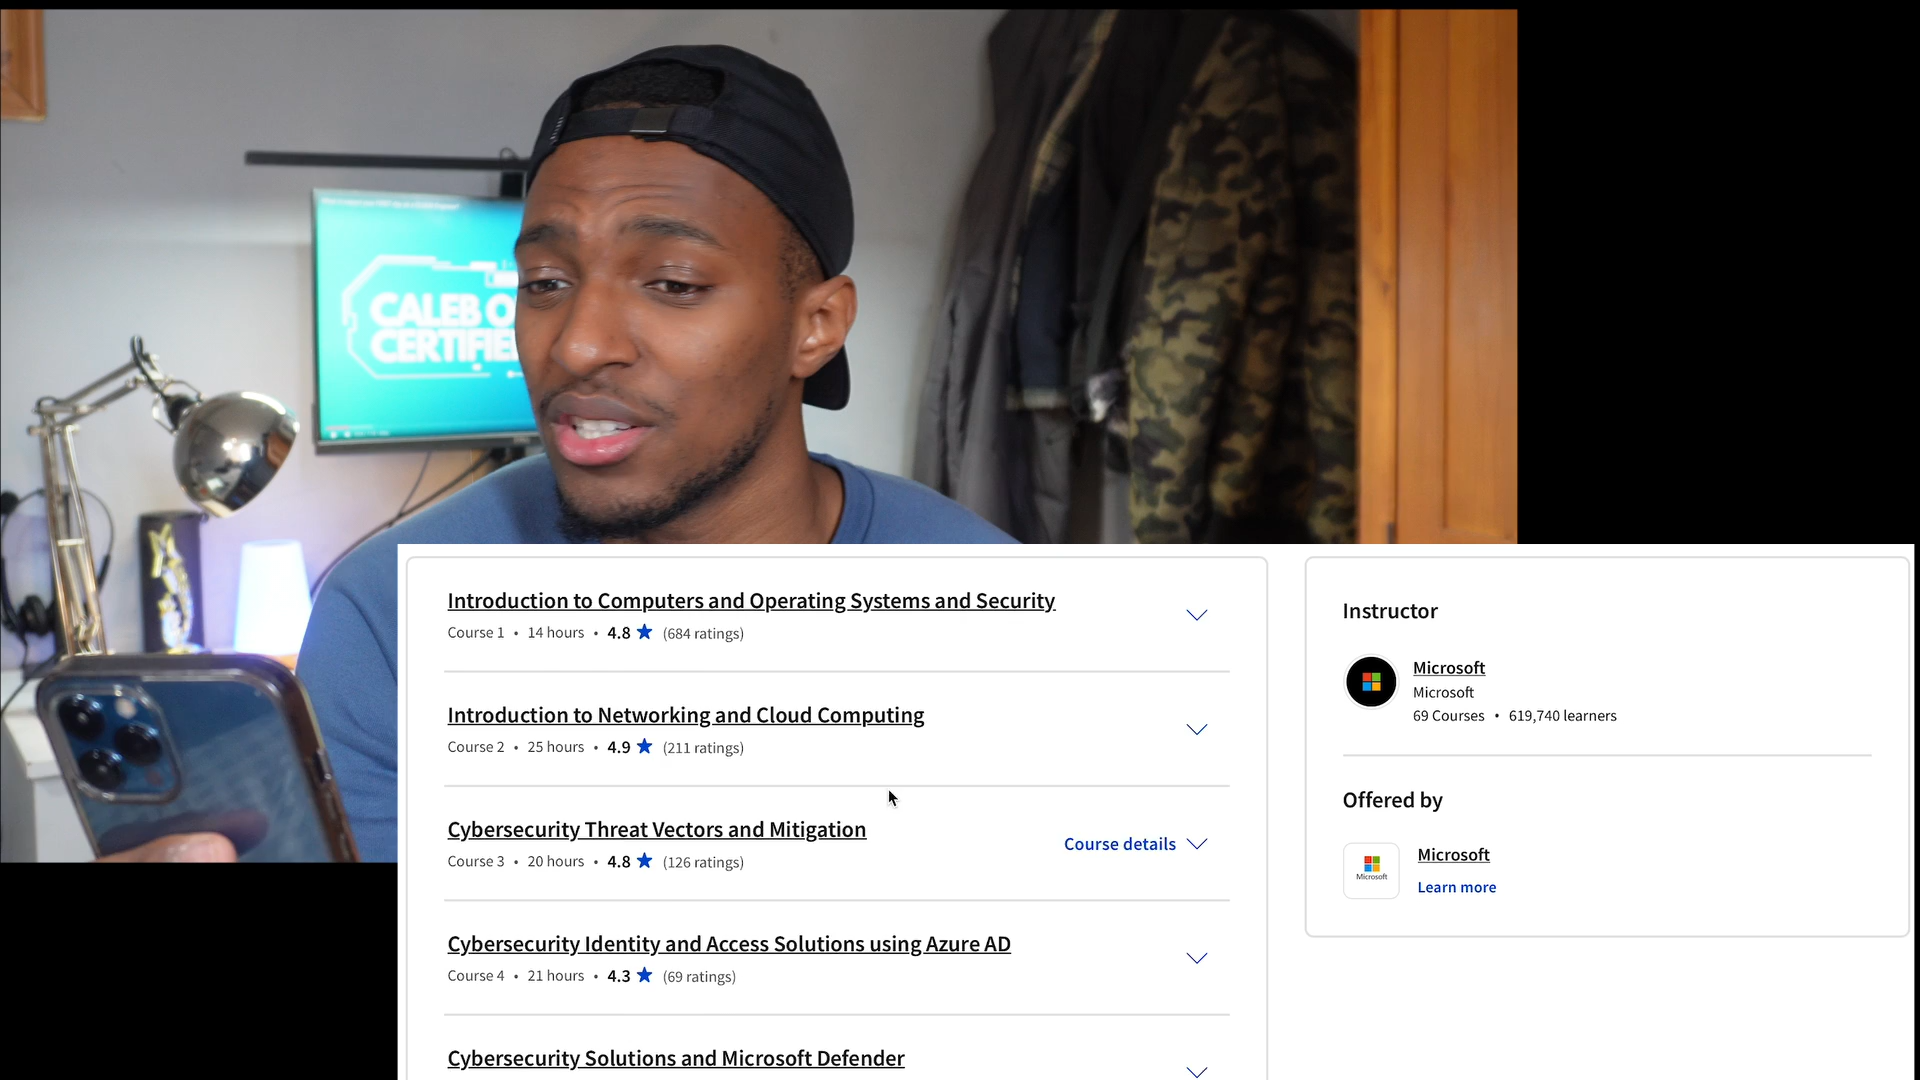 CALEB
CERTIFIE
Introduction to Computers and Operating Systems and Security
Course 1 • 14 hours • 4.8 ★ (684 ratings)
Introduction to Networking and Cloud Computing
Course 2 • 25 hours • 4.9 ★ (211 ratings)
Cybersecurity Threat Vectors and Mitigation
Course details
Course 3 • 20 hours • 4.8 ★ (126 ratings)
Cybersecurity Identity and Access Solutions using Azure AD
Course 4 • 21 hours • 4.3 ★ (69 ratings)
Cybersecurity Solutions and Microsoft Defender
Instructor
Microsoft
Microsoft
69 Courses • 619,740 learners
Offered by
Microsoft
Microsoft
Learn more